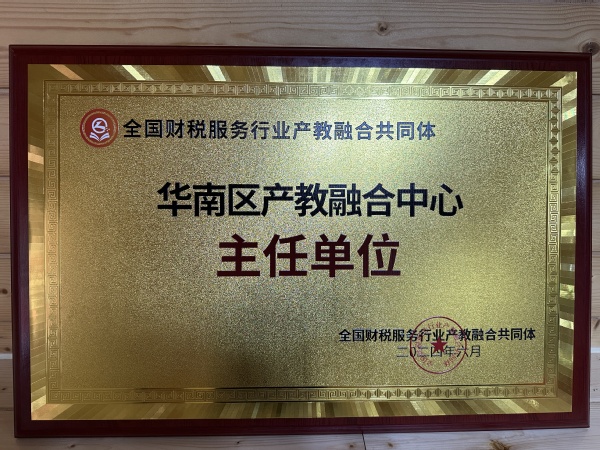 全国财税服务行业产教融合共同体
华南区产教融合中心
主任单位
全国财税服务行业产教融合共同体
二〇二四年六月